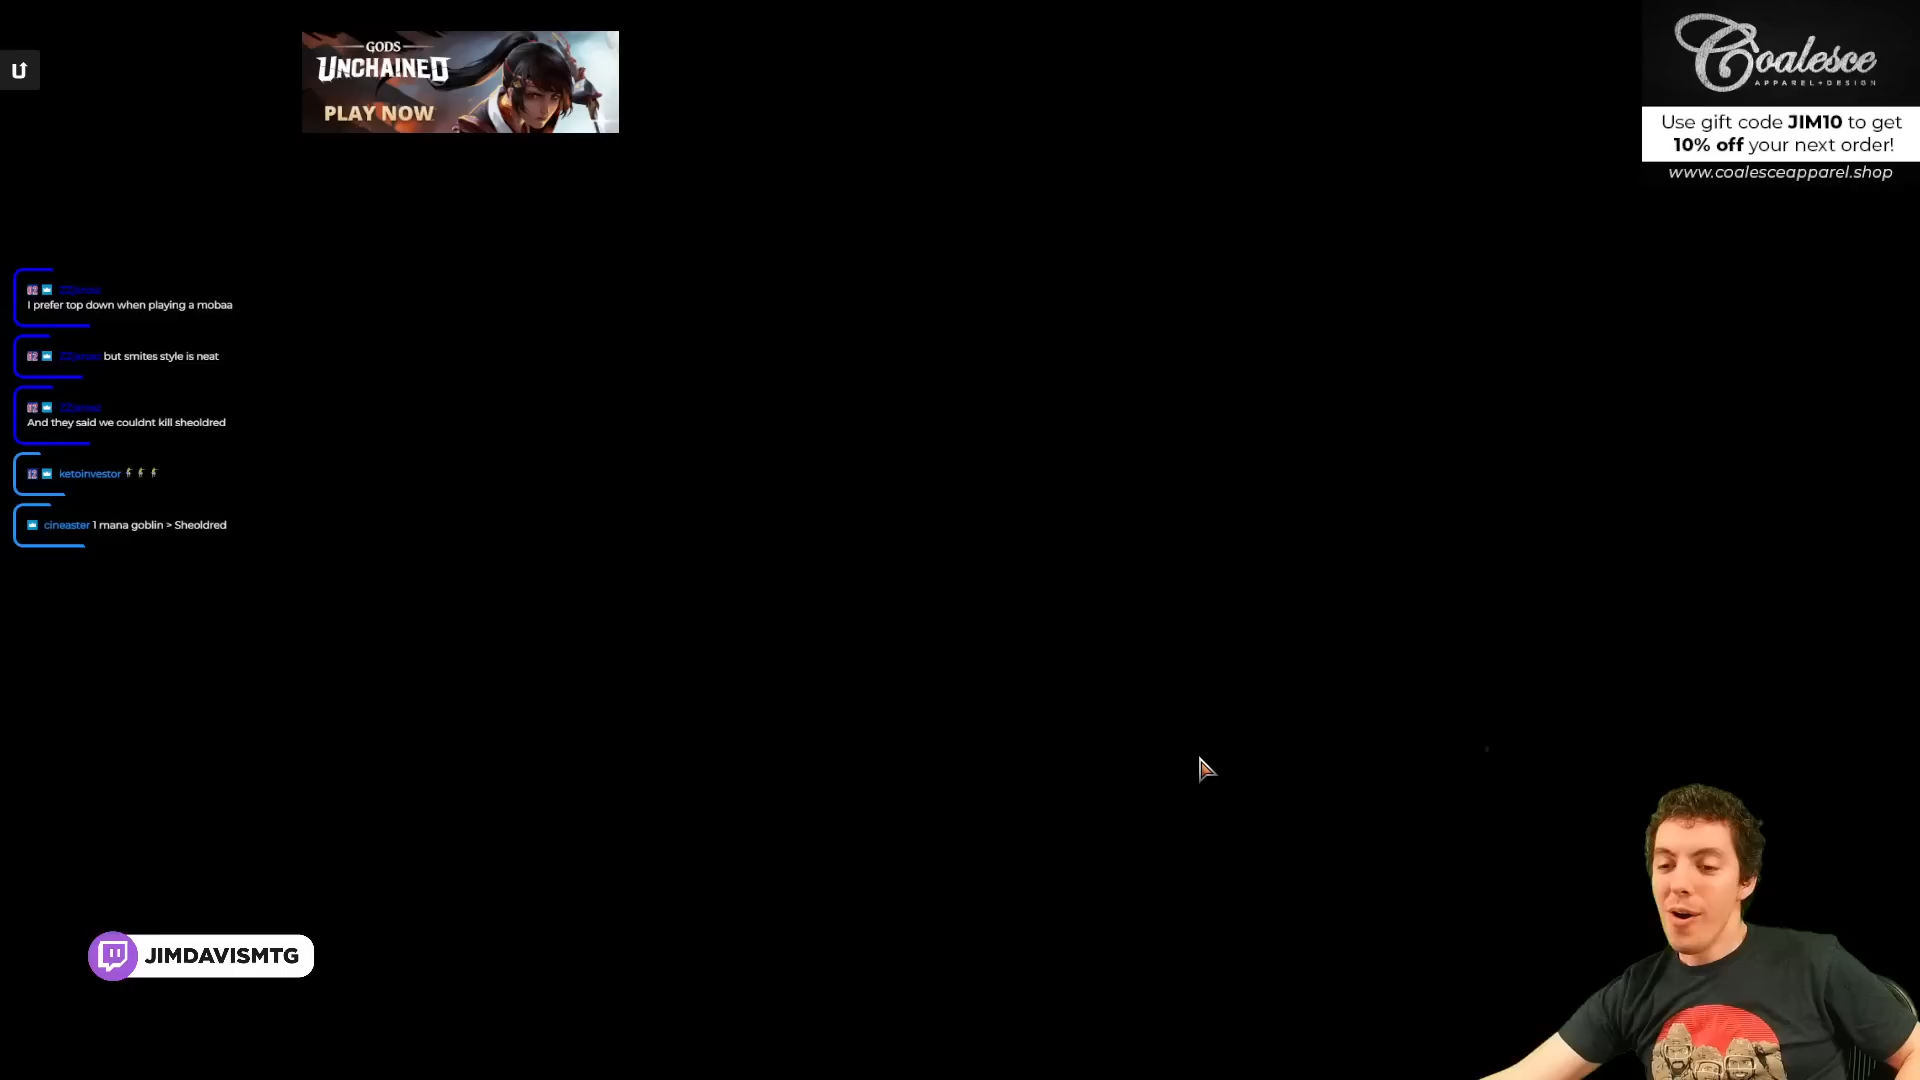 GODS
UNCHAINED
PLAY NOW
Coalesce
APPAREL+DESIGN
Use gift code JIM10 to get
10% off your next order!
www.coalesceapparel.shop
I prefer top down when playing a mobaa
but smites style is neat
And they said we couldnt kill sheoldred
ketoinvestor
cineaster 1 mana goblin > Sheoldred
JIMDAVISMTG